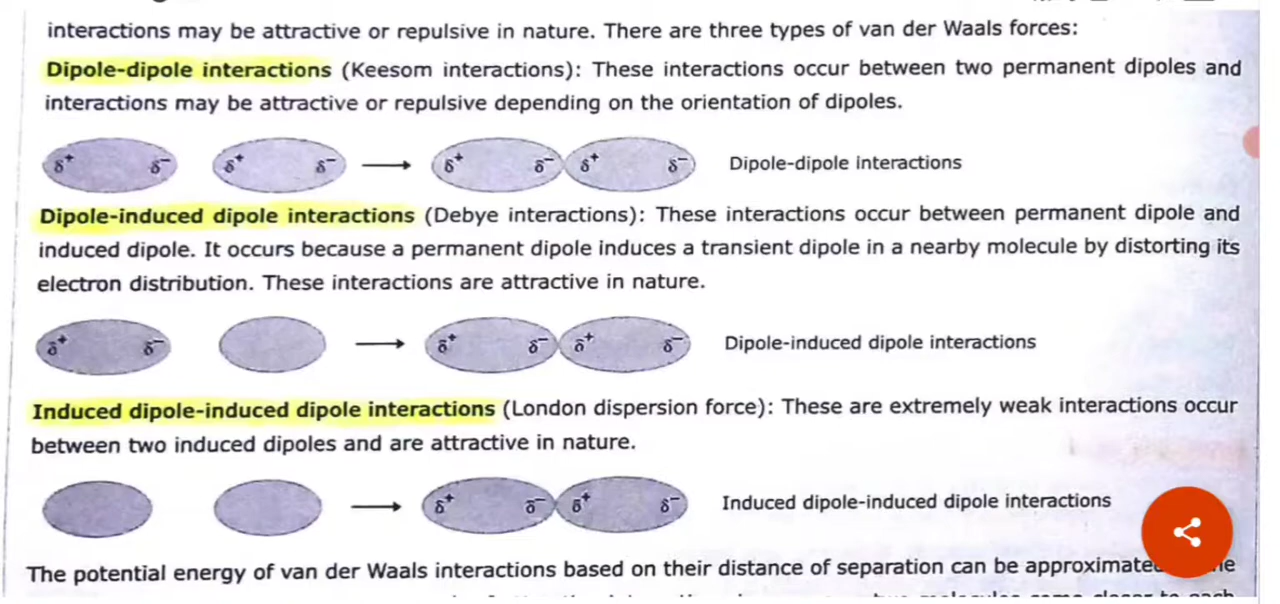 interactions may be attractive or repulsive in nature. There are three types of van der Waals forces:
Dipole-dipole interactions (Keesom interactions): These interactions occur between two permanent dipoles and
interactions may be attractive or repulsive depending on the orientation of dipoles.
δ+ δ− δ+ δ− δ+ δ− δ+ δ− Dipole-dipole interactions
Dipole-induced dipole interactions (Debye interactions): These interactions occur between permanent dipole and
induced dipole. It occurs because a permanent dipole induces a transient dipole in a nearby molecule by distorting its
electron distribution. These interactions are attractive in nature.
δ+ δ− δ+ δ− δ+ δ− Dipole-induced dipole interactions
Induced dipole-induced dipole interactions (London dispersion force): These are extremely weak interactions occur
between two induced dipoles and are attractive in nature.
δ+ δ− δ+ δ− Induced dipole-induced dipole interactions
The potential energy of van der Waals interactions based on their distance of separation can be approximated